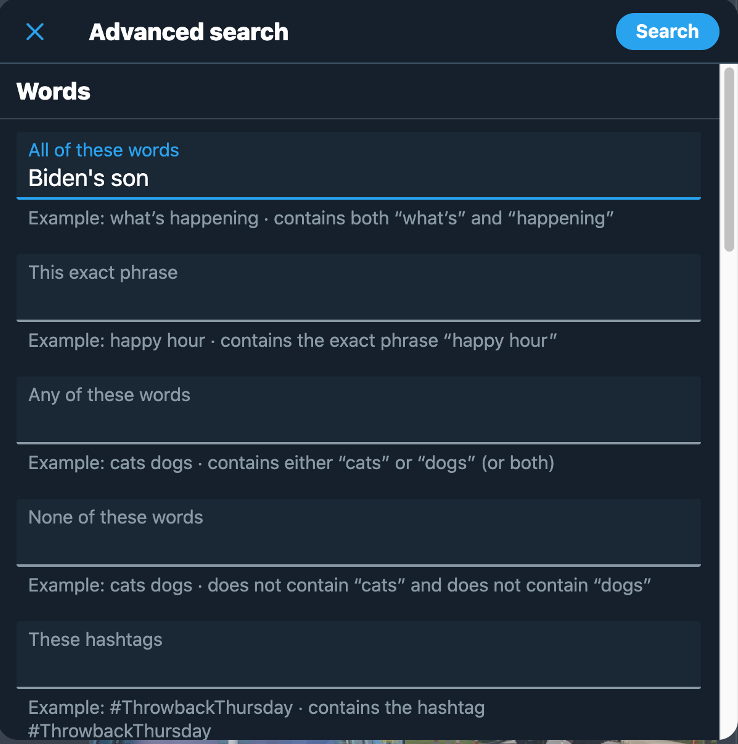 Advanced search
Search
Words
All of these words
Biden's son
Example: what’s happening · contains both “what’s” and “happening”
This exact phrase
Example: happy hour · contains the exact phrase “happy hour”
Any of these words
Example: cats dogs · contains either “cats” or “dogs” (or both)
None of these words
Example: cats dogs · does not contain “cats” and does not contain “dogs”
These hashtags
Example: #ThrowbackThursday · contains the hashtag
#ThrowbackThursday